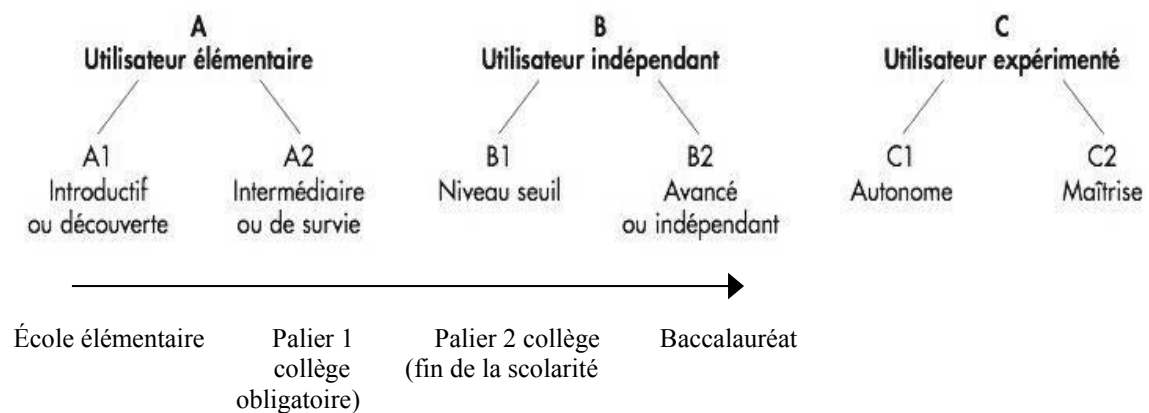 A
Utilisateur élémentaire
B
Utilisateur indépendant
C
Utilisateur expérimenté
A1
Introductif
ou découverte
A2
Intermédiaire
ou de survie
B1
Niveau seuil
B2
Avancé
ou indépendant
C1
Autonome
C2
Maîtrise
École élémentaire
Palier 1
collège
obligatoire)
Palier 2 collège
(fin de la scolarité
Baccalauréat